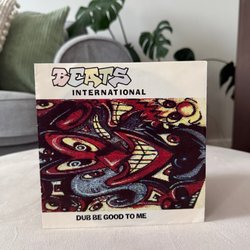 BEATS
INTERNATIONAL
DUB BE GOOD TO ME